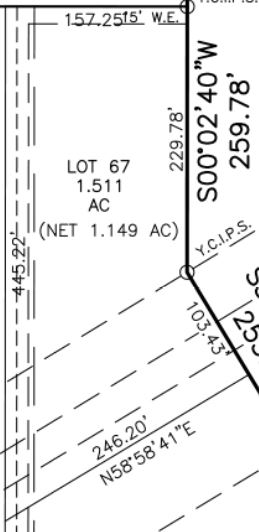 157.25'
15' W.E.
229.78'
S00°02'40"W
259.78'
LOT 67
1.511
AC
(NET 1.149 AC)
445.22'
Y.C.I.P.S.
103.43'
246.20'
N58°58'41"E